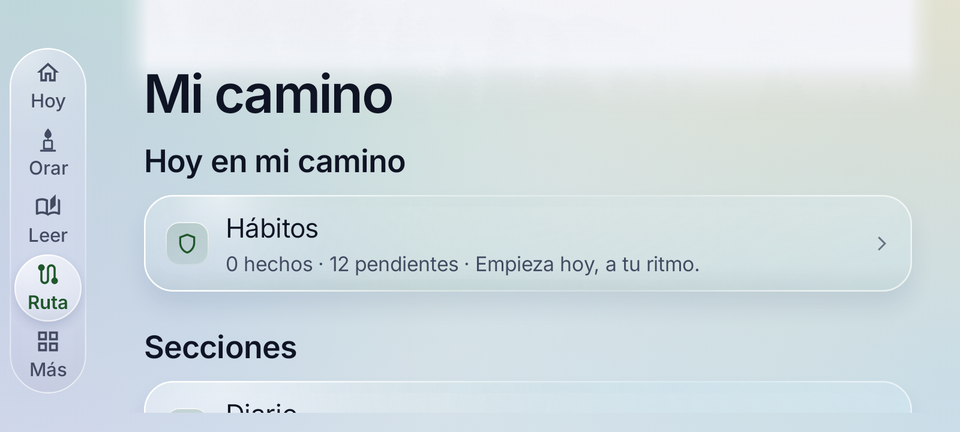 Mi camino
Hoy en mi camino
Hábitos
0 hechos · 12 pendientes · Empieza hoy, a tu ritmo.
Secciones
Diario
Hoy
Orar
Leer
Ruta
Más